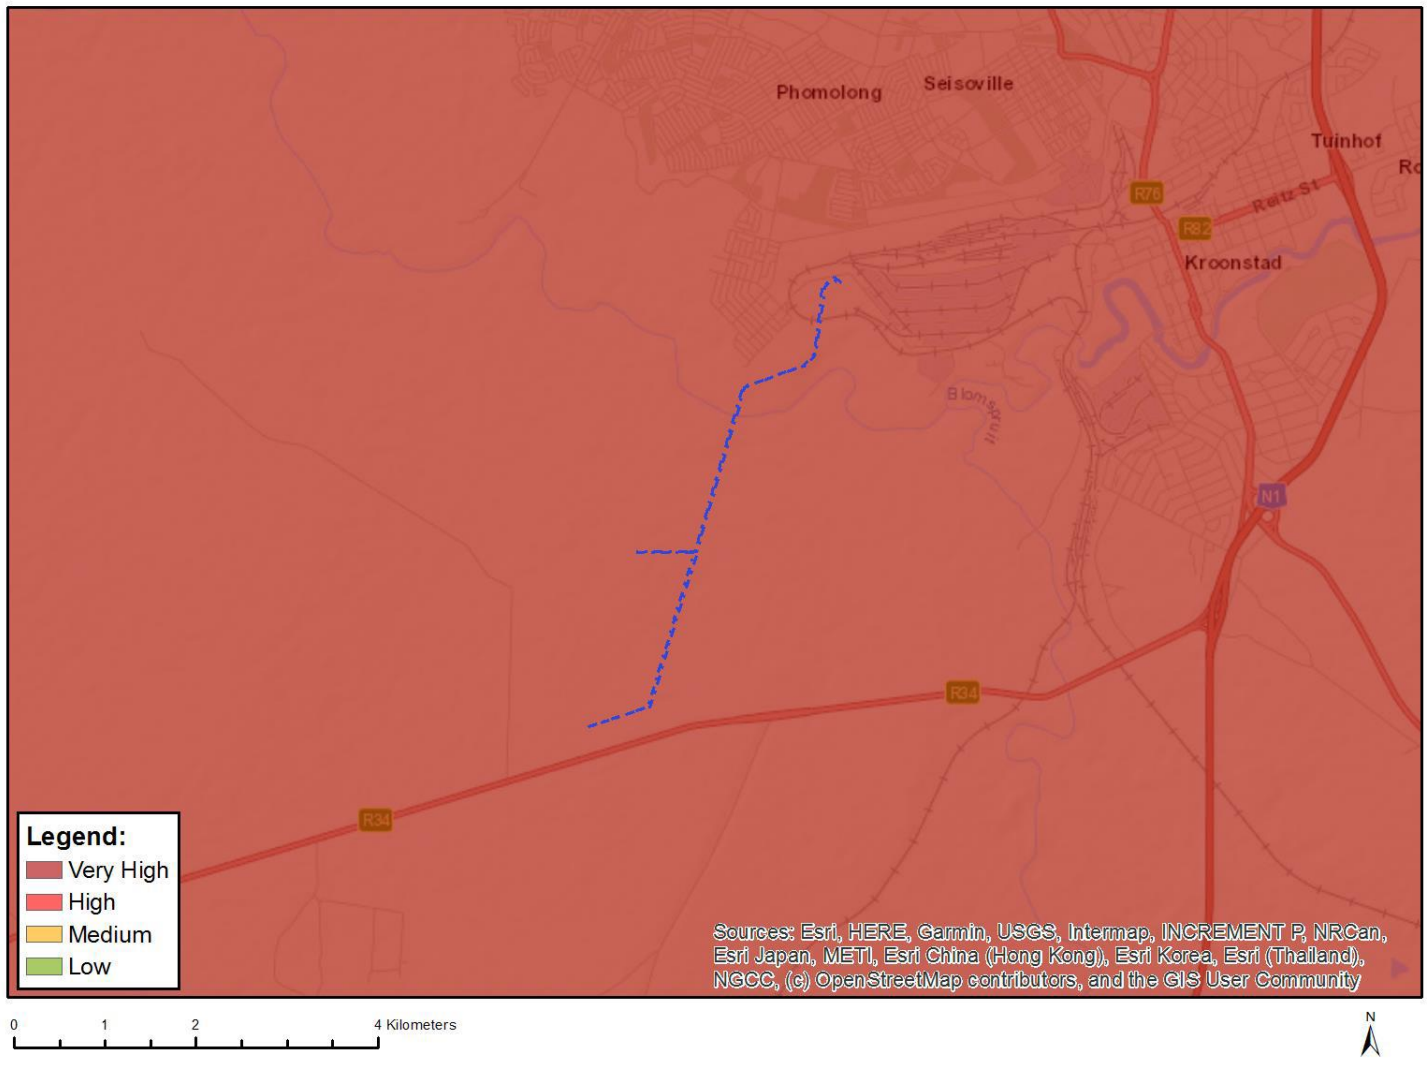 Phomolong
Seisoville
Tuinhof
Ro
R76
Reitz St
R82
Kroonstad
Blomspruit
N1
R34
R34
Legend:
Very High
High
Medium
Low
Sources: Esri, HERE, Garmin, USGS, Intermap, INCREMENT P, NRCan,
Esri Japan, METI, Esri China (Hong Kong), Esri Korea, Esri (Thailand),
NGCC, (c) OpenStreetMap contributors, and the GIS User Community
0 1 2 4 Kilometers
N